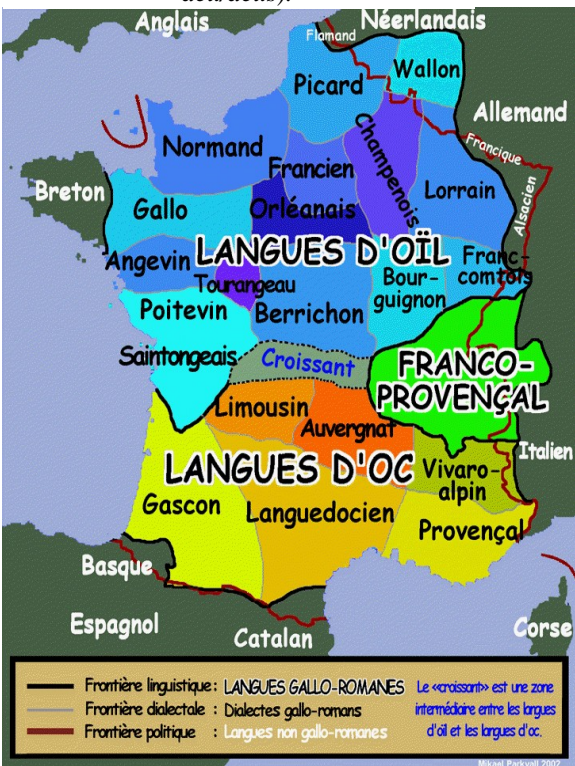 Anglais
Néerlandais
Flamand
Wallon
Picard
Allemand
Champenois
Normand
Francique
Francien
Lorrain
Breton
Alsacien
Gallo
Orléanais
LANGUES D'OÏL
Angevin
Franc-
comtois
Tourangeau
Bour-
guignon
Poitevin
Berrichon
Saintongeais
Croissant
FRANCO-
PROVENÇAL
Limousin
Auvergnat
Italien
LANGUES D'OC
Vivaro-
alpin
Gascon
Languedocien
Provençal
Basque
Espagnol
Catalan
Corse
Frontière linguistique : LANGUES GALLO-ROMANES
Frontière dialectale : Dialectes gallo-romans
Frontière politique : Langues non gallo-romanes
Le «croissant» est une zone
intermédiaire entre les langues
d'oïl et les langues d'oc.
Mikael Parkvall 2002